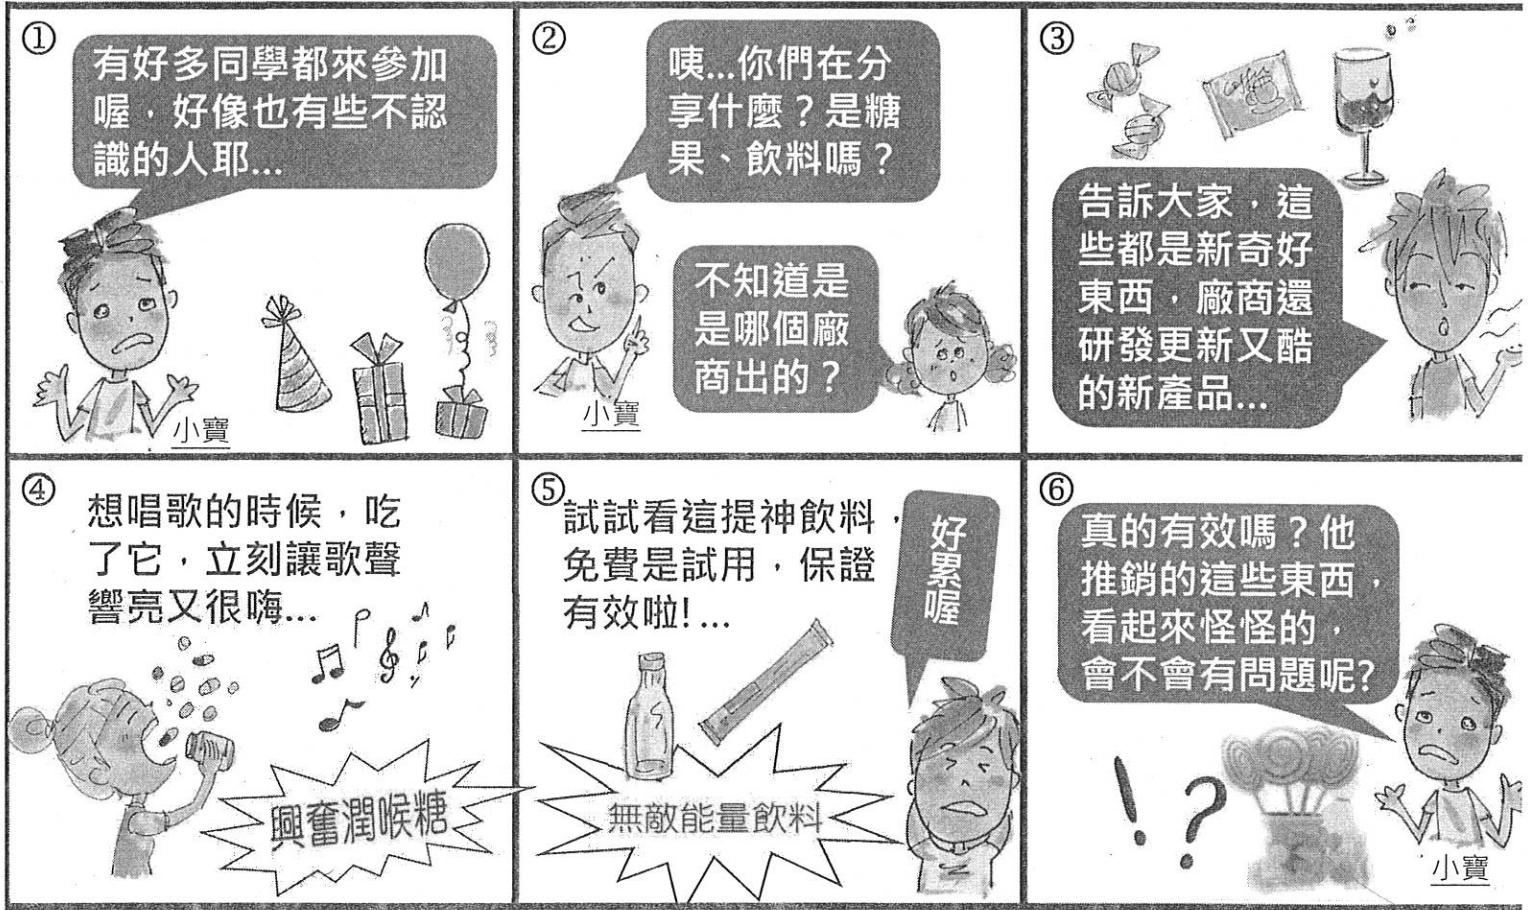 ①
有好多同學都來參加
喔，好像也有些不認
識的人耶...
小寶
②
咦...你們在分
享什麼？是糖
果、飲料嗎？
不知道是
是哪個廠
商出的？
小寶
③
告訴大家，這
些都是新奇好
東西，廠商還
研發更新又酷
的新產品...
④
想唱歌的時候，吃
了它，立刻讓歌聲
響亮又很嗨...
興奮潤喉糖
⑤
試試看這提神飲料，
免費是試用，保證
有效啦!...
好累喔
無敵能量飲料
⑥
真的有效嗎？他
推銷的這些東西，
看起來怪怪的，
會不會有問題呢?
小寶